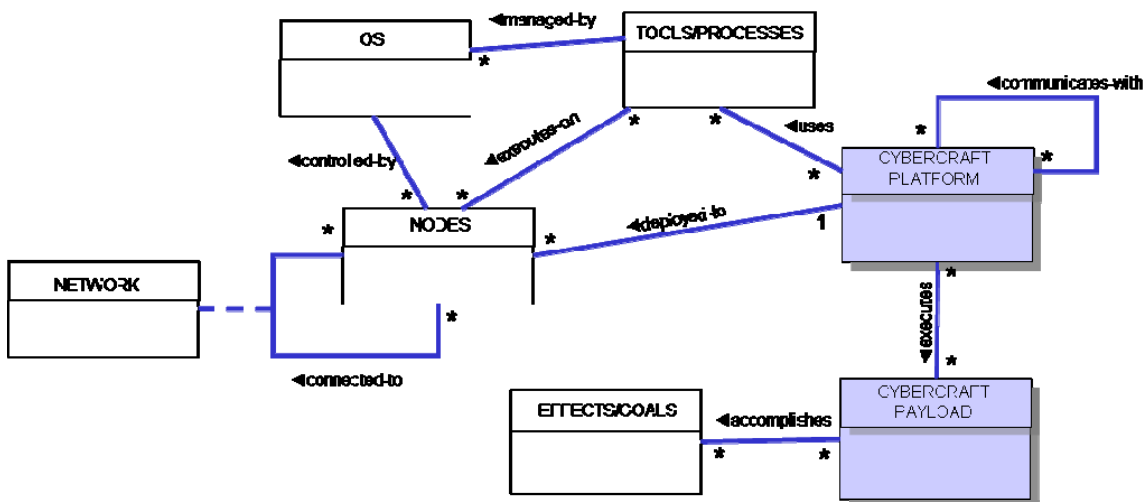 ◄managed-by
OS
TOOLS/PROCESSES
*
◄communicates-with
*
*
◄executes-on
◄uses
*
*
◄controlled-by
CYBERCRAFT
PLATFORM
*
*
*
NODES
◄deployed-to
1
*
*
NETWORK
*
*
◄executes
◄connected-to
*
CYBERCRAFT
PAYLOAD
EFFECTS/GOALS
◄accomplishes
*
*